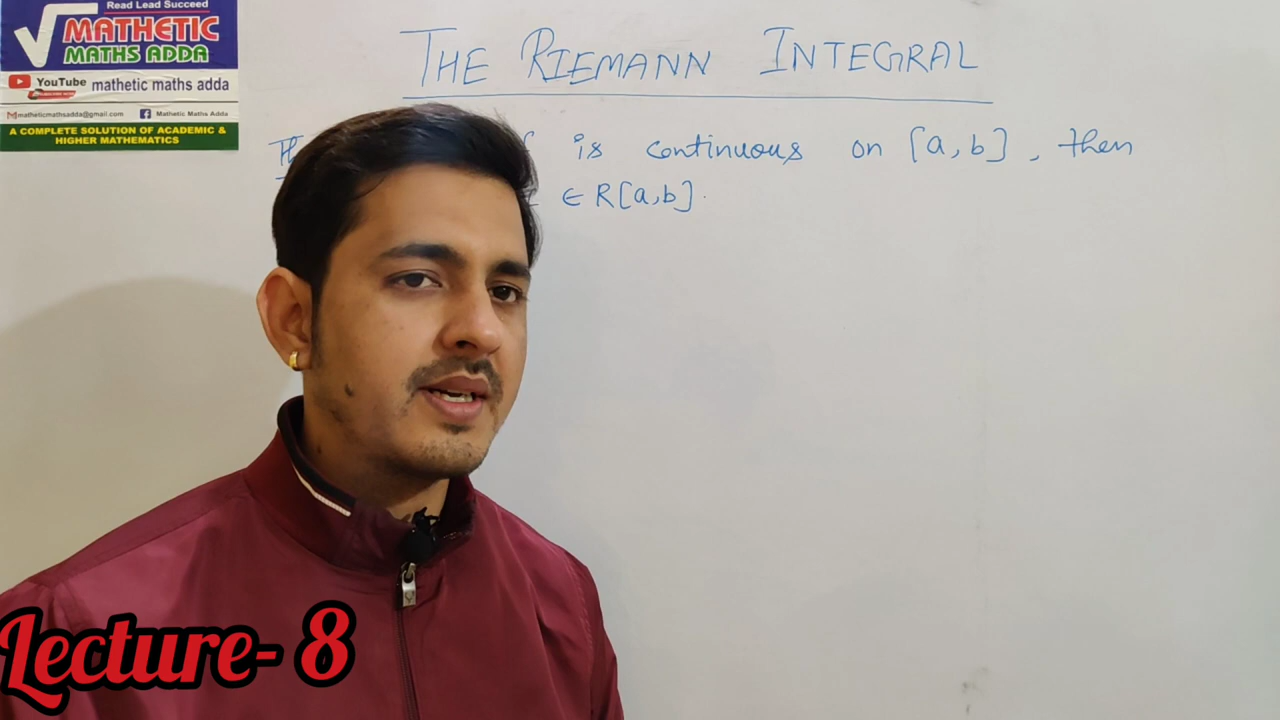 Read Lead Succeed
MATHETIC
MATHS ADDA
YouTube mathetic maths adda
matheticmathsadda@gmail.com Mathetic Maths Adda
A COMPLETE SOLUTION OF ACADEMIC &
HIGHER MATHEMATICS
THE RIEMANN INTEGRAL
is continuous on [a, b], then
∈ R[a,b].
Lecture- 8